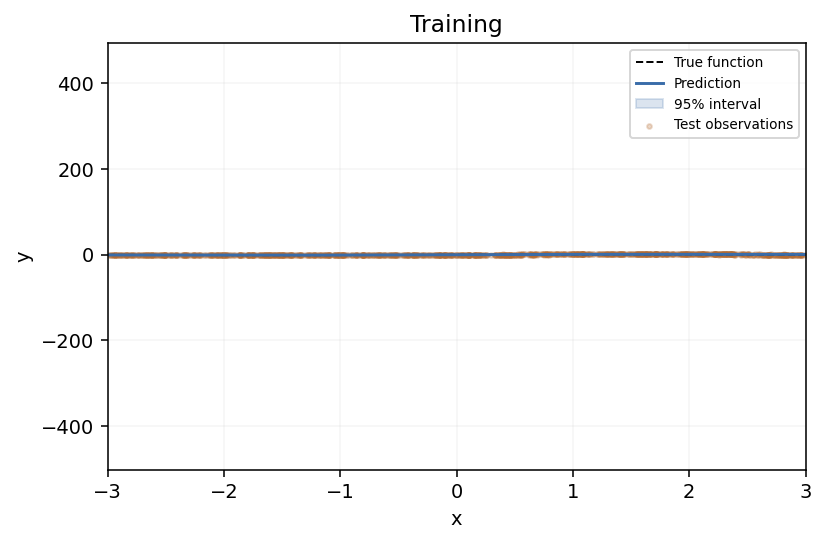 Training
True function
Prediction
95% interval
Test observations
y
400
200
0
−200
−400
−3 −2 −1 0 1 2 3
x